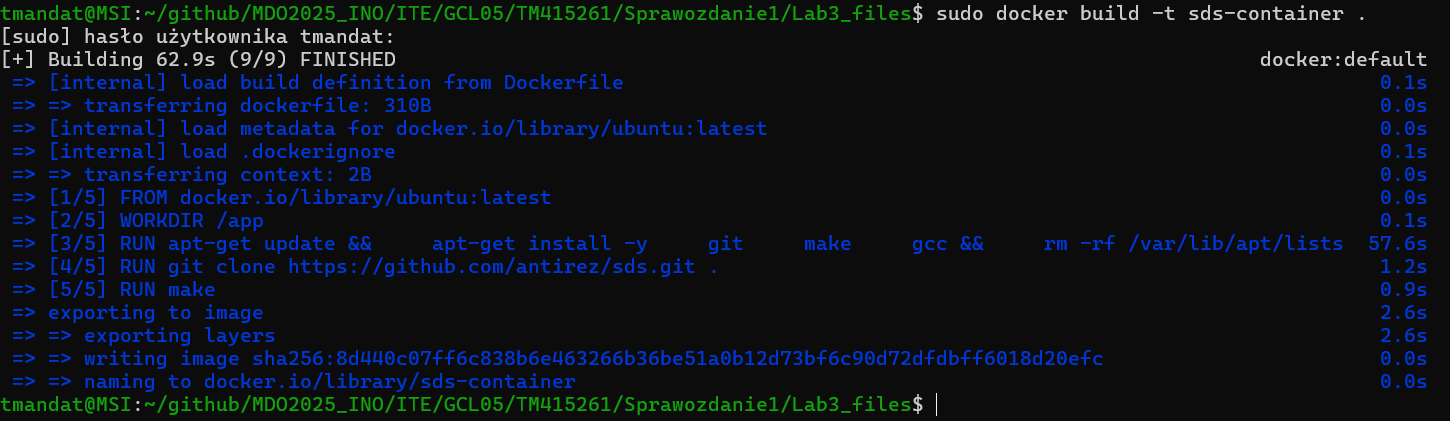 tmandat@MSI:~/github/MDO2025_INO/ITE/GCL05/TM415261/Sprawozdanie1/Lab3_files$ sudo docker build -t sds-container .
[sudo] hasło użytkownika tmandat:
[+] Building 62.9s (9/9) FINISHED docker:default
=> [internal] load build definition from Dockerfile 0.1s
=> => transferring dockerfile: 310B 0.0s
=> [internal] load metadata for docker.io/library/ubuntu:latest 0.0s
=> [internal] load .dockerignore 0.1s
=> => transferring context: 2B 0.0s
=> [1/5] FROM docker.io/library/ubuntu:latest 0.0s
=> [2/5] WORKDIR /app 0.1s
=> [3/5] RUN apt-get update &&     apt-get install -y     git     make     gcc &&     rm -rf /var/lib/apt/lists 57.6s
=> [4/5] RUN git clone https://github.com/antirez/sds.git . 1.2s
=> [5/5] RUN make 0.9s
=> exporting to image 2.6s
=> => exporting layers 2.6s
=> => writing image sha256:8d440c07ff6c838b6e463266b36be51a0b12d73bf6c90d72dfdbff6018d20efc 0.0s
=> => naming to docker.io/library/sds-container 0.0s
tmandat@MSI:~/github/MDO2025_INO/ITE/GCL05/TM415261/Sprawozdanie1/Lab3_files$